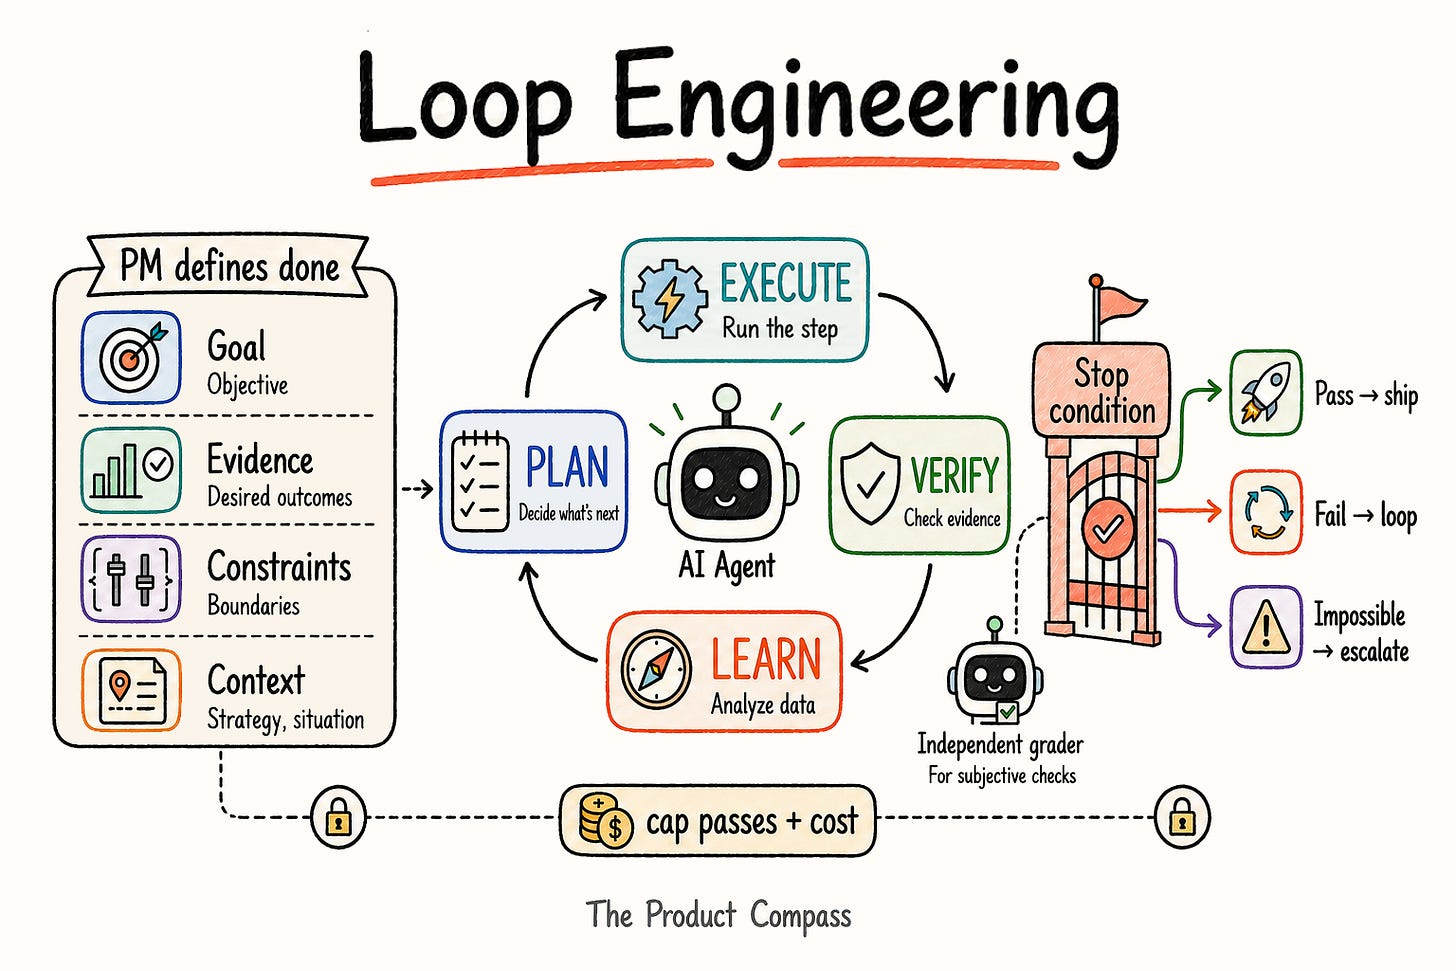 Loop Engineering
PM defines done
Goal
Objective
Evidence
Desired outcomes
Constraints
Boundaries
Context
Strategy, situation
EXECUTE
Run the step
PLAN
Decide what's next
AI Agent
VERIFY
Check evidence
LEARN
Analyze data
Stop
condition
Pass → ship
Fail → loop
Impossible
→ escalate
Independent grader
For subjective checks
$
cap passes + cost
The Product Compass